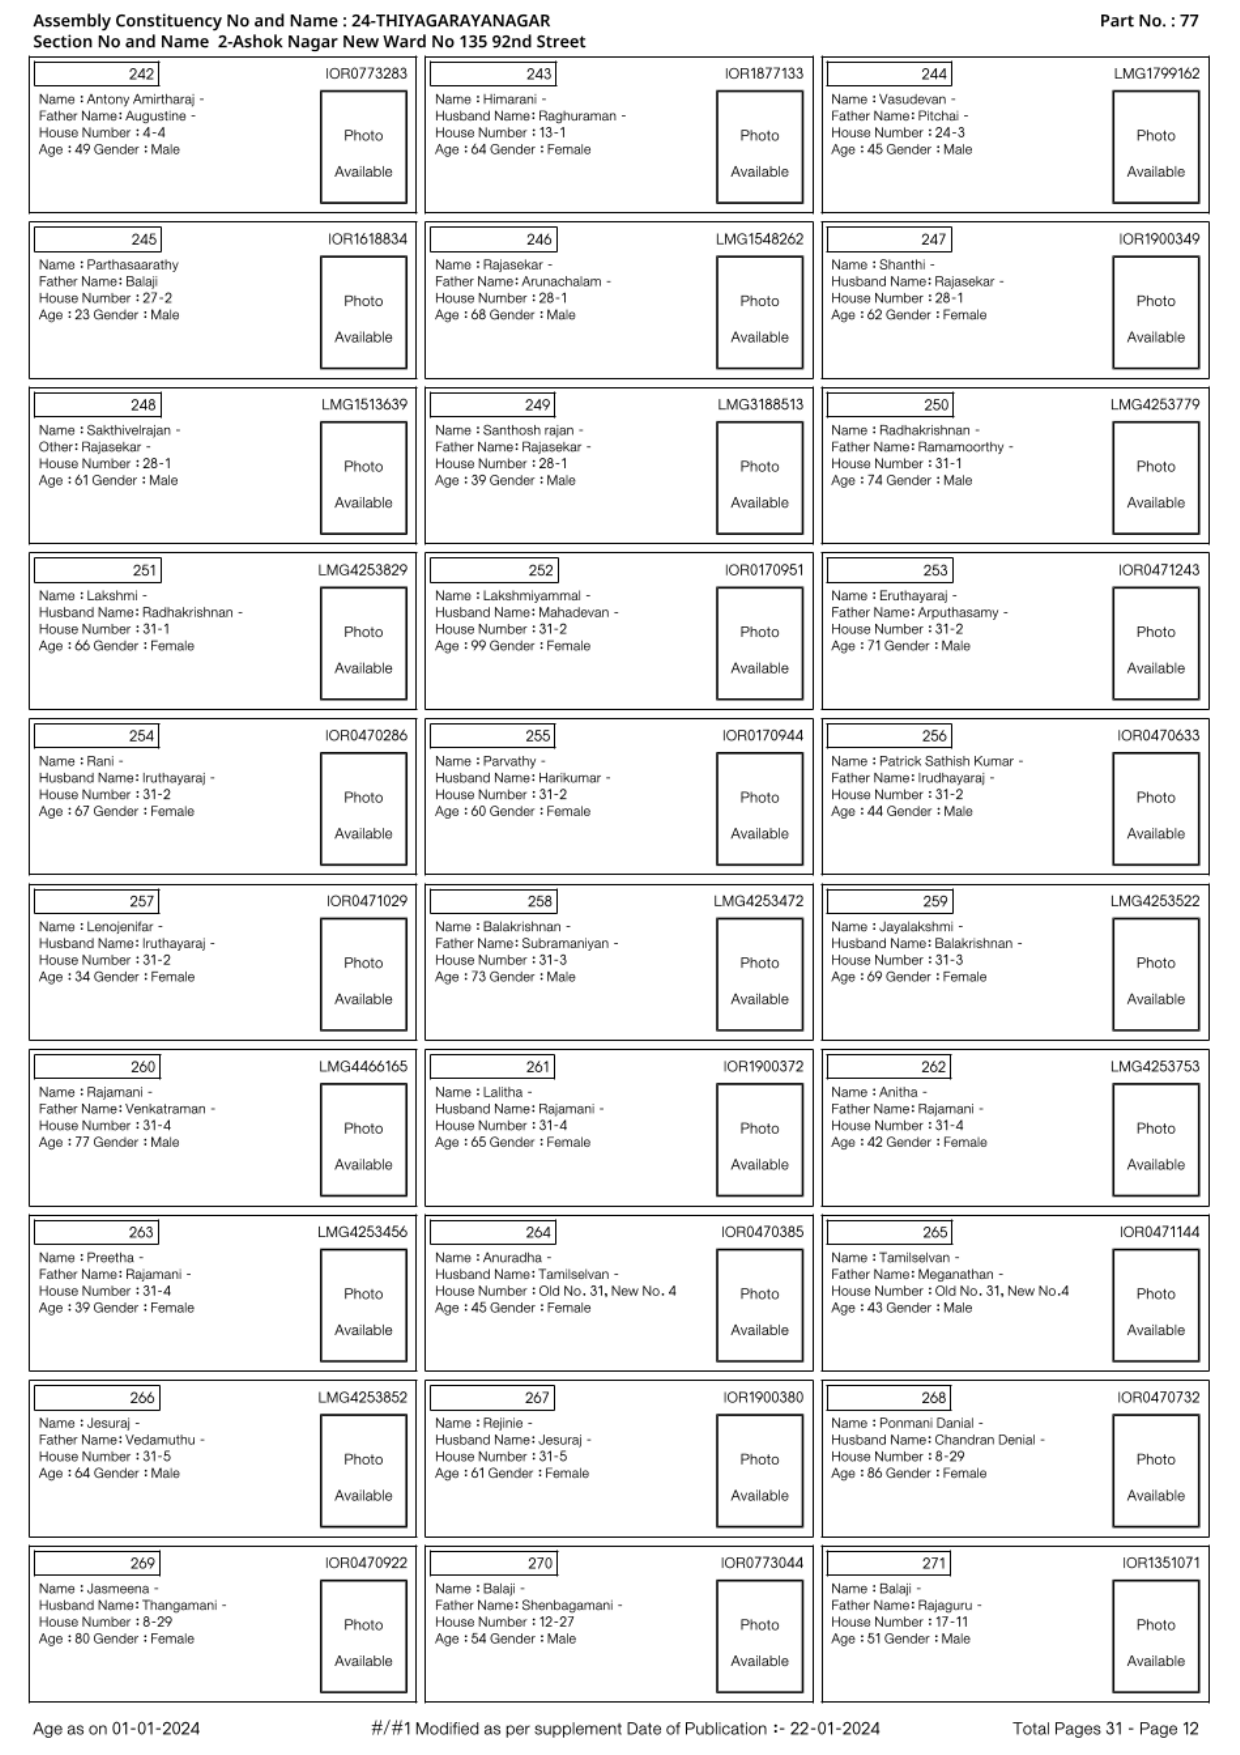 Assembly Constituency No and Name : 24-THIYAGARAYANAGAR Part No. : 77
Section No and Name 2-Ashok Nagar New Ward No 135 92nd Street
242 IOR0773283
Name : Antony Amirtharaj -
Father Name: Augustine -
House Number : 4-4
Age : 49 Gender : Male
Photo
Available
243 IOR1877133
Name : Himarani -
Husband Name: Raghuraman -
House Number : 13-1
Age : 64 Gender : Female
Photo
Available
244 LMG1799162
Name : Vasudevan -
Father Name: Pitchai -
House Number : 24-3
Age : 45 Gender : Male
Photo
Available
245 IOR1618834
Name : Parthasaarathy
Father Name: Balaji
House Number : 27-2
Age : 23 Gender : Male
Photo
Available
246 LMG1548262
Name : Rajasekar -
Father Name: Arunachalam -
House Number : 28-1
Age : 68 Gender : Male
Photo
Available
247 IOR1900349
Name : Shanthi -
Husband Name: Rajasekar -
House Number : 28-1
Age : 62 Gender : Female
Photo
Available
248 LMG1513639
Name : Sakthivelrajan -
Other: Rajasekar -
House Number : 28-1
Age : 61 Gender : Male
Photo
Available
249 LMG3188513
Name : Santhosh rajan -
Father Name: Rajasekar -
House Number : 28-1
Age : 39 Gender : Male
Photo
Available
250 LMG4253779
Name : Radhakrishnan -
Father Name: Ramamoorthy -
House Number : 31-1
Age : 74 Gender : Male
Photo
Available
251 LMG4253829
Name : Lakshmi -
Husband Name: Radhakrishnan -
House Number : 31-1
Age : 66 Gender : Female
Photo
Available
252 IOR0170951
Name : Lakshmiyammal -
Husband Name: Mahadevan -
House Number : 31-2
Age : 99 Gender : Female
Photo
Available
253 IOR0471243
Name : Eruthayaraj -
Father Name: Arputhasamy -
House Number : 31-2
Age : 71 Gender : Male
Photo
Available
254 IOR0470286
Name : Rani -
Husband Name: Iruthayaraj -
House Number : 31-2
Age : 67 Gender : Female
Photo
Available
255 IOR0170944
Name : Parvathy -
Husband Name: Harikumar -
House Number : 31-2
Age : 60 Gender : Female
Photo
Available
256 IOR0470633
Name : Patrick Sathish Kumar -
Father Name: Irudhayaraj -
House Number : 31-2
Age : 44 Gender : Male
Photo
Available
257 IOR0471029
Name : Lenojenifar -
Husband Name: Iruthayaraj -
House Number : 31-2
Age : 34 Gender : Female
Photo
Available
258 LMG4253472
Name : Balakrishnan -
Father Name: Subramaniyan -
House Number : 31-3
Age : 73 Gender : Male
Photo
Available
259 LMG4253522
Name : Jayalakshmi -
Husband Name: Balakrishnan -
House Number : 31-3
Age : 69 Gender : Female
Photo
Available
260 LMG4466165
Name : Rajamani -
Father Name: Venkatraman -
House Number : 31-4
Age : 77 Gender : Male
Photo
Available
261 IOR1900372
Name : Lalitha -
Husband Name: Rajamani -
House Number : 31-4
Age : 65 Gender : Female
Photo
Available
262 LMG4253753
Name : Anitha -
Father Name: Rajamani -
House Number : 31-4
Age : 42 Gender : Female
Photo
Available
263 LMG4253456
Name : Preetha -
Father Name: Rajamani -
House Number : 31-4
Age : 39 Gender : Female
Photo
Available
264 IOR0470385
Name : Anuradha -
Husband Name: Tamilselvan -
House Number : Old No. 31, New No. 4
Age : 45 Gender : Female
Photo
Available
265 IOR0471144
Name : Tamilselvan -
Father Name: Meganathan -
House Number : Old No. 31, New No.4
Age : 43 Gender : Male
Photo
Available
266 LMG4253852
Name : Jesuraj -
Father Name: Vedamuthu -
House Number : 31-5
Age : 64 Gender : Male
Photo
Available
267 IOR1900380
Name : Rejinie -
Husband Name: Jesuraj -
House Number : 31-5
Age : 61 Gender : Female
Photo
Available
268 IOR0470732
Name : Ponmani Danial -
Husband Name: Chandran Denial -
House Number : 8-29
Age : 86 Gender : Female
Photo
Available
269 IOR0470922
Name : Jasmeena -
Husband Name: Thangamani -
House Number : 8-29
Age : 80 Gender : Female
Photo
Available
270 IOR0773044
Name : Balaji -
Father Name: Shenbagamani -
House Number : 12-27
Age : 54 Gender : Male
Photo
Available
271 IOR1351071
Name : Balaji -
Father Name: Rajaguru -
House Number : 17-11
Age : 51 Gender : Male
Photo
Available
Age as on 01-01-2024 #/#1 Modified as per supplement Date of Publication :- 22-01-2024 Total Pages 31 - Page 12